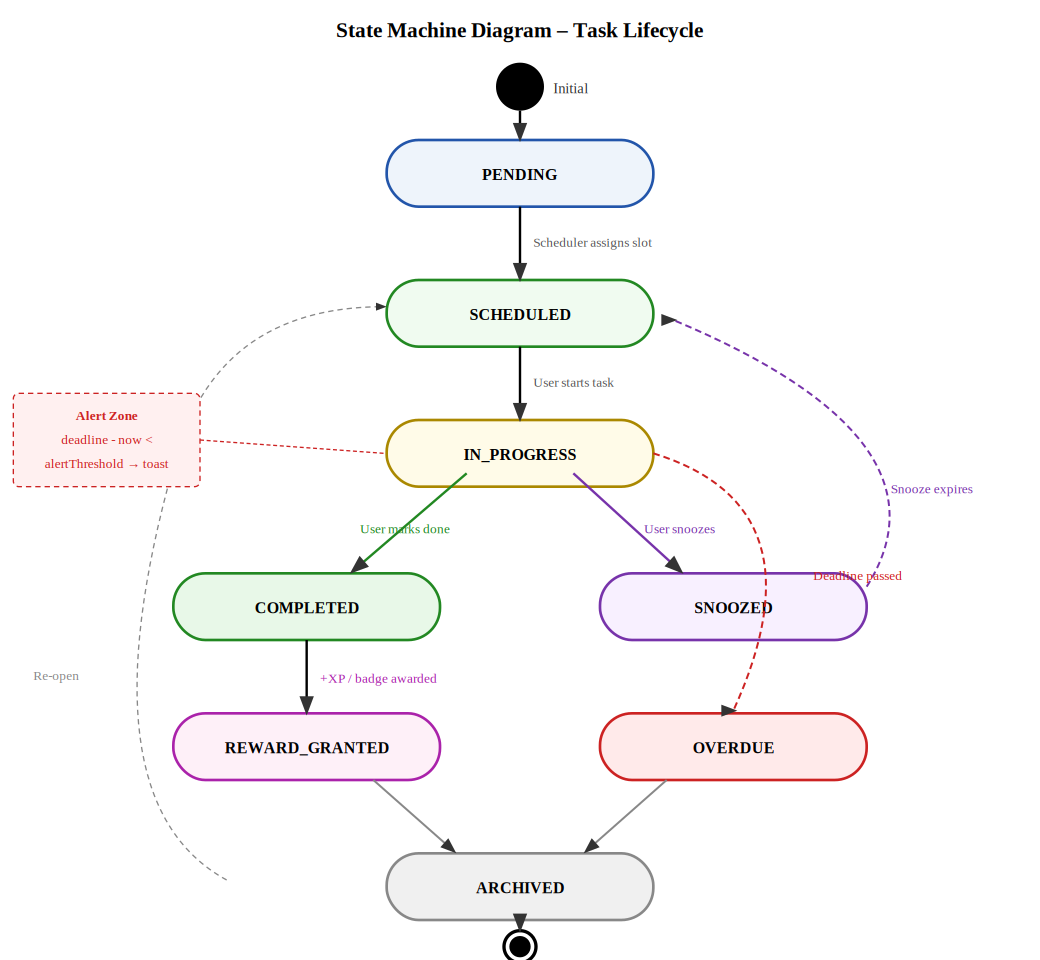 State Machine Diagram – Task Lifecycle
Initial
PENDING
Scheduler assigns slot
SCHEDULED
User starts task
Alert Zone
deadline - now <
alertThreshold → toast
IN_PROGRESS
Snooze expires
User marks done
User snoozes
Deadline passed
COMPLETED
SNOOZED
Re-open
+XP / badge awarded
REWARD_GRANTED
OVERDUE
ARCHIVED